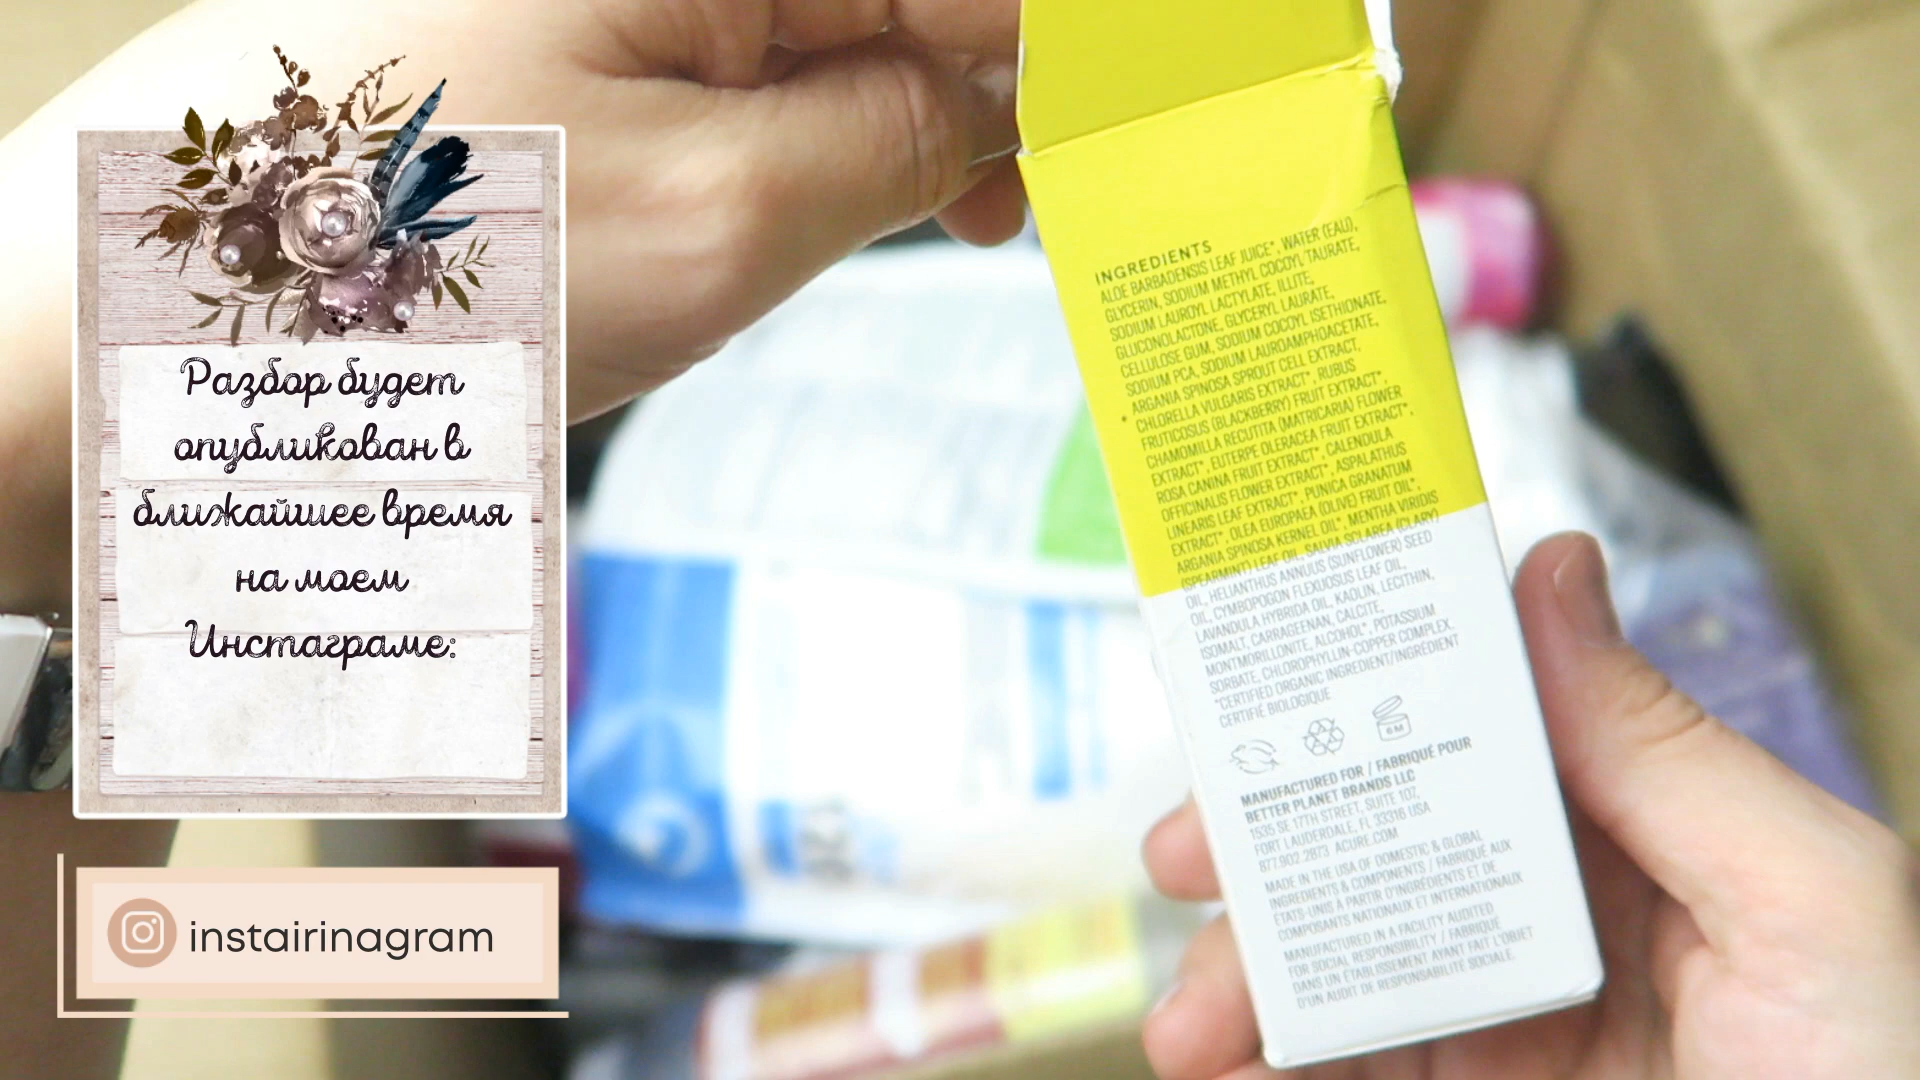 Разбор будет
опубликован в
ближайшее время
на моем
Инстаграме:
instairinagram
INGREDIENTS
ALOE BARBADENSIS LEAF JUICE*, WATER (EAU),
GLYCERIN, SODIUM METHYL COCOYL TAURATE,
SODIUM LAUROYL LACTYLATE, ILLITE,
GLUCONOLACTONE, GLYCERYL LAURATE,
CELLULOSE GUM, SODIUM COCOYL ISETHIONATE,
SODIUM PCA, SODIUM LAUROAMPHOACETATE,
ARGANIA SPINOSA SPROUT CELL EXTRACT,
CHLORELLA VULGARIS EXTRACT*, RUBUS
FRUTICOSUS (BLACKBERRY) FRUIT EXTRACT*,
CHAMOMILLA RECUTITA (MATRICARIA) FLOWER
EXTRACT*, EUTERPE OLERACEA FRUIT EXTRACT*,
ROSA CANINA FRUIT EXTRACT*, CALENDULA
OFFICINALIS FLOWER EXTRACT*, ASPALATHUS
LINEARIS LEAF EXTRACT*, PUNICA GRANATUM
EXTRACT*, OLEA EUROPAEA (OLIVE) FRUIT OIL*,
ARGANIA SPINOSA KERNEL OIL*, MENTHA VIRIDIS
(SPEARMINT) LEAF OIL, SALVIA SCLAREA (CLARY)
OIL, HELIANTHUS ANNUUS (SUNFLOWER) SEED
OIL, CYMBOPOGON FLEXUOSUS LEAF OIL,
LAVANDULA HYBRIDA OIL, KAOLIN, LECITHIN,
ISOMALT, CARRAGEENAN, CALCITE,
MONTMORILLONITE, ALCOHOL*, POTASSIUM
SORBATE, CHLOROPHYLLIN-COPPER COMPLEX.
*CERTIFIED ORGANIC INGREDIENT/INGRÉDIENT
CERTIFIÉ BIOLOGIQUE
6M
MANUFACTURED FOR / FABRIQUÉ POUR
BETTER PLANET BRANDS LLC
1535 SE 17TH STREET, SUITE 107,
FORT LAUDERDALE, FL 33316 USA
877.902.2873 ACURE.COM
MADE IN THE USA OF DOMESTIC & GLOBAL
INGREDIENTS & COMPONENTS / FABRIQUÉ AUX
ÉTATS-UNIS À PARTIR D'INGRÉDIENTS ET DE
COMPOSANTS NATIONAUX ET INTERNATIONAUX
MANUFACTURED IN A FACILITY AUDITED
FOR SOCIAL RESPONSIBILITY / FABRIQUÉ
DANS UN ÉTABLISSEMENT AYANT FAIT L'OBJET
D'UN AUDIT DE RESPONSABILITÉ SOCIALE.